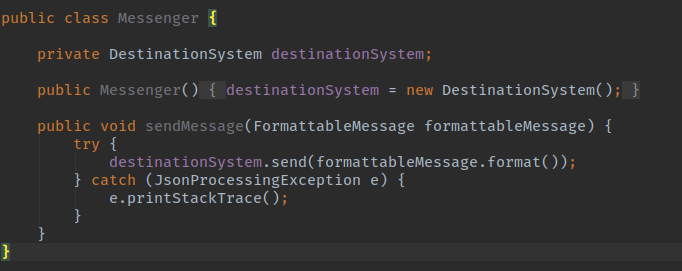 public class Messenger {
private DestinationSystem destinationSystem;
public Messenger() { destinationSystem = new DestinationSystem(); }
public void sendMessage(FormattableMessage formattableMessage) {
try {
destinationSystem.send(formattableMessage.format());
} catch (JsonProcessingException e) {
e.printStackTrace();
}
}
}